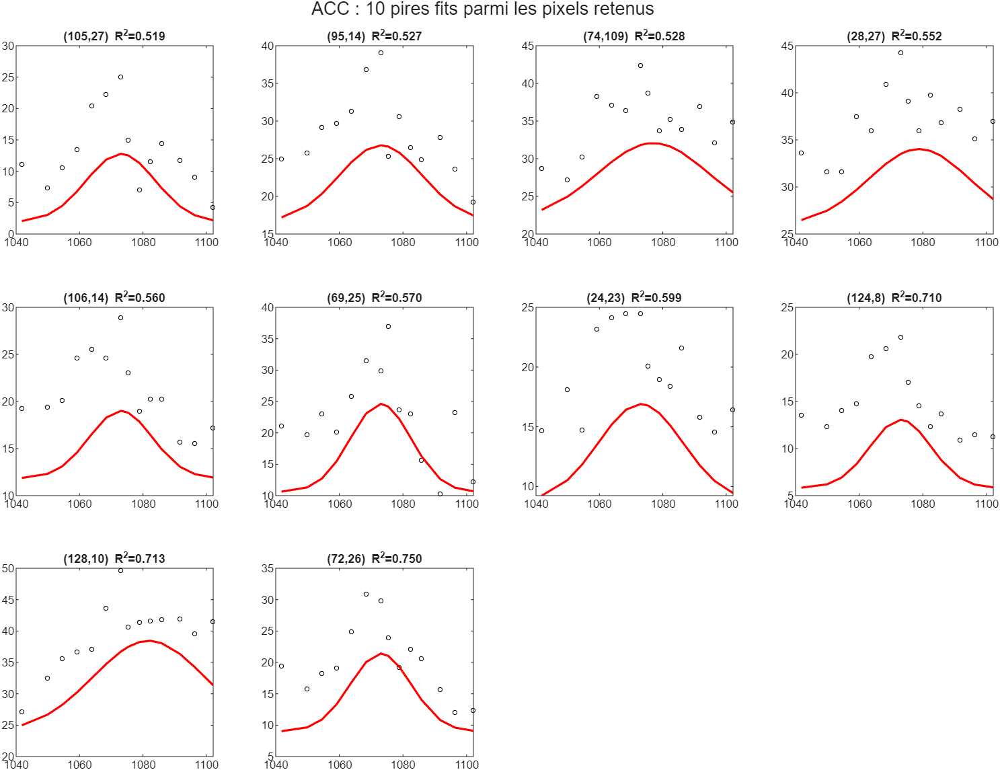 ACC : 10 pires fits parmi les pixels retenus
(105,27) R²=0.519
(95,14) R²=0.527
(74,109) R²=0.528
(28,27) R²=0.552
30
25
20
15
10
5
0
1040 1060 1080 1100
40
35
30
25
20
15
1040 1060 1080 1100
45
40
35
30
25
20
1040 1060 1080 1100
45
40
35
30
25
1040 1060 1080 1100
(106,14) R²=0.560
(69,25) R²=0.570
(24,23) R²=0.599
(124,8) R²=0.710
30
25
20
15
10
1040 1060 1080 1100
40
35
30
25
20
15
10
1040 1060 1080 1100
25
20
15
10
1040 1060 1080 1100
25
20
15
10
5
1040 1060 1080 1100
(128,10) R²=0.713
(72,26) R²=0.750
50
45
40
35
30
25
20
1040 1060 1080 1100
35
30
25
20
15
10
5
1040 1060 1080 1100